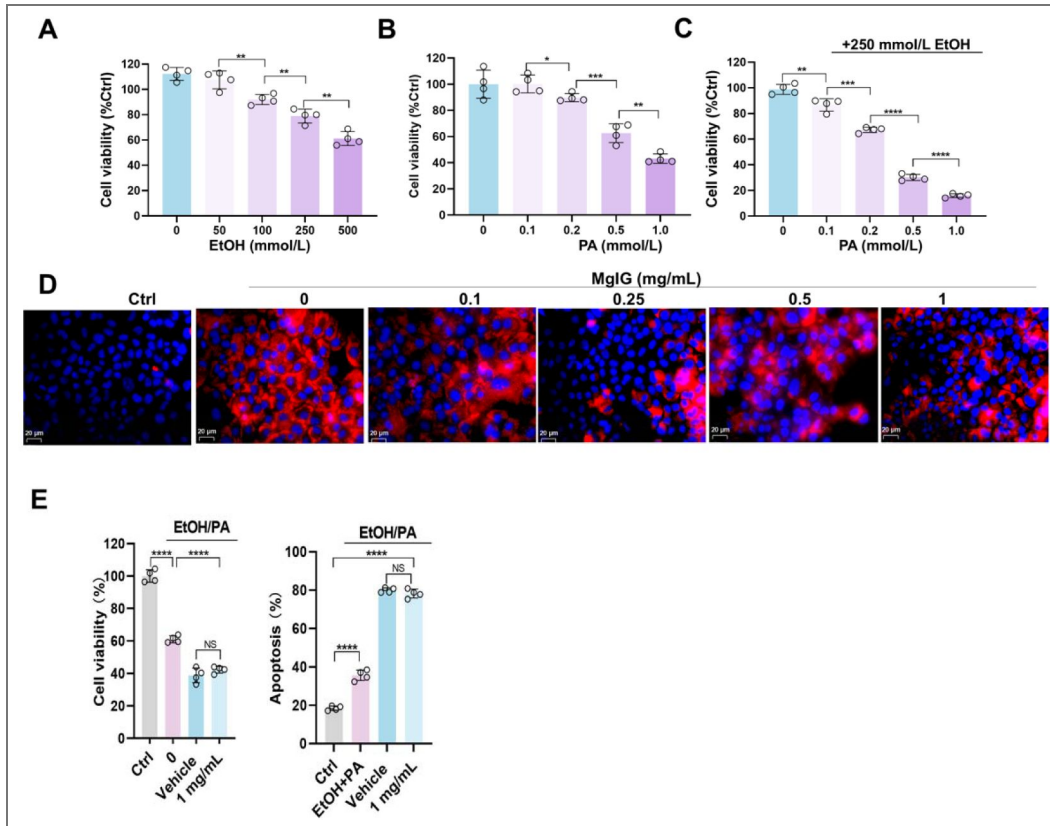 A
Cell viability (%Ctrl)
140
120
100
80
60
40
20
0
**
**
**
0 50 100 250 500
EtOH (mmol/L)
B
Cell viability (%Ctrl)
140
120
100
80
60
40
20
0
*
***
**
0 0.1 0.2 0.5 1.0
PA (mmol/L)
C
+250 mmol/L EtOH
Cell viability (%Ctrl)
120
100
80
60
40
20
0
**
***
****
****
0 0.1 0.2 0.5 1.0
PA (mmol/L)
D
MgIG (mg/mL)
Ctrl 0 0.1 0.25 0.5 1
20 µm 20 µm 20 µm 20 µm 20 µm 20 µm
E
EtOH/PA
Cell viability (%)
120
100
80
60
40
20
0
**** ****
NS
Ctrl 0 Vehicle 1 mg/mL
EtOH/PA
Apoptosis (%)
100
80
60
40
20
0
****
NS
****
Ctrl EtOH+PA Vehicle 1 mg/mL